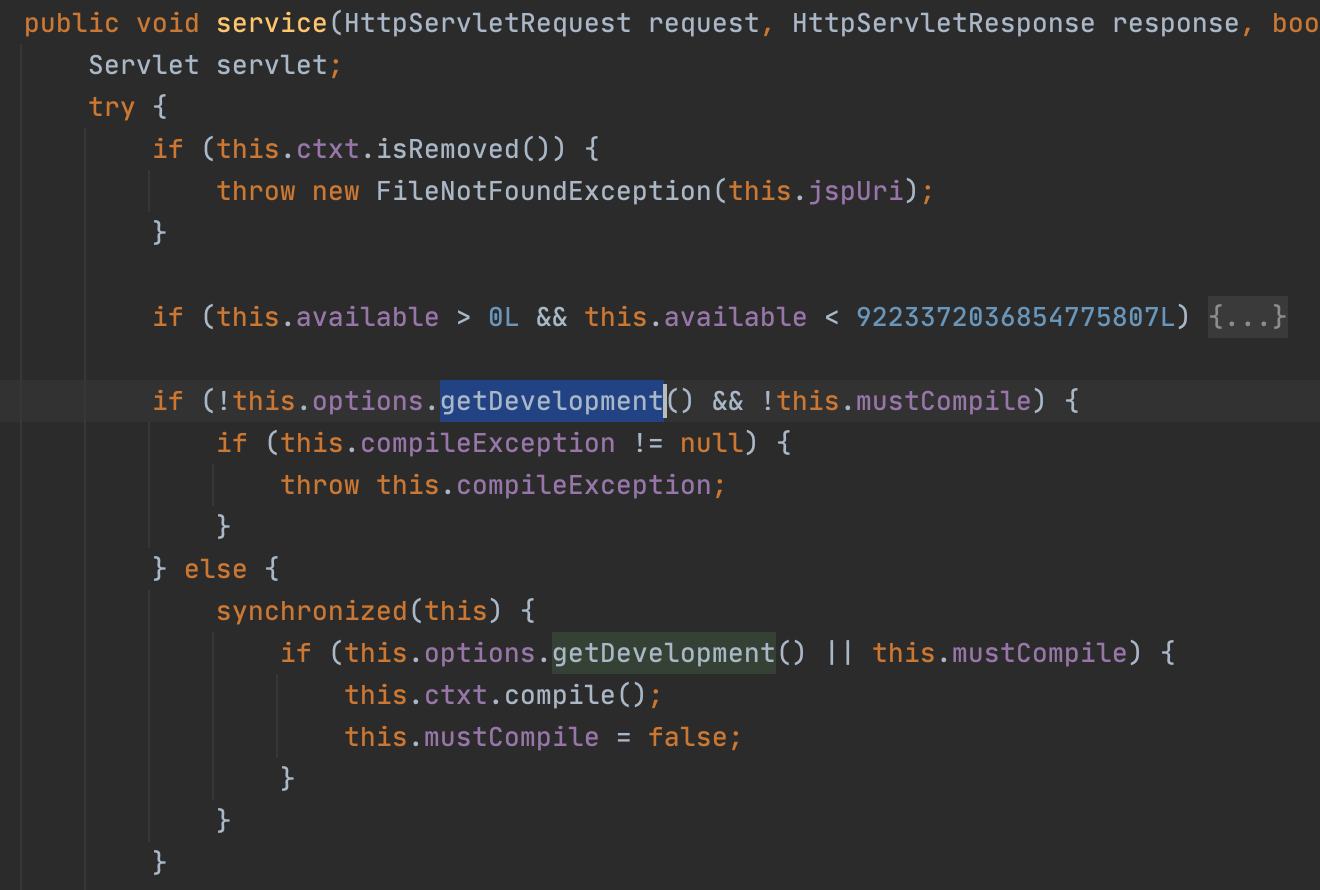 public void service(HttpServletRequest request, HttpServletResponse response, boo
Servlet servlet;
try {
if (this.ctxt.isRemoved()) {
throw new FileNotFoundException(this.jspUri);
}
if (this.available > 0L && this.available < 9223372036854775807L) {...}
if (!this.options.getDevelopment() && !this.mustCompile) {
if (this.compileException != null) {
throw this.compileException;
}
} else {
synchronized(this) {
if (this.options.getDevelopment() || this.mustCompile) {
this.ctxt.compile();
this.mustCompile = false;
}
}
}